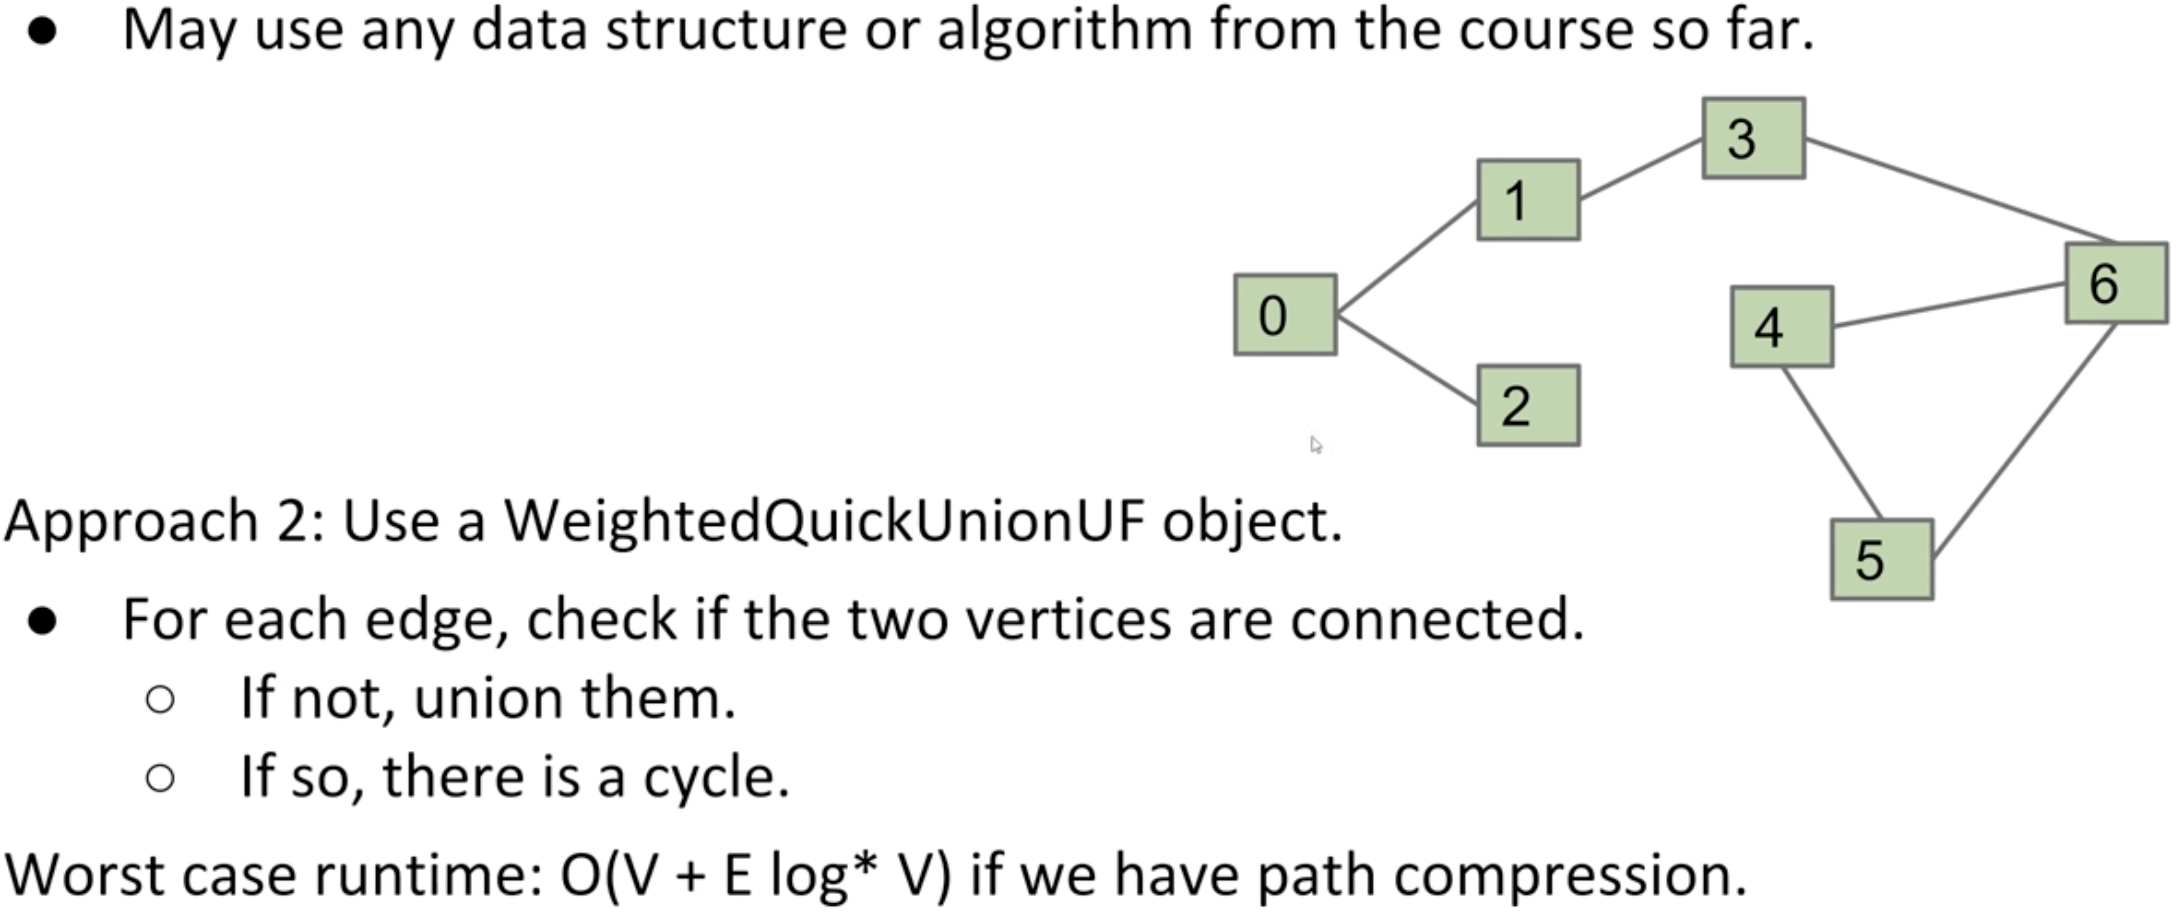 ● May use any data structure or algorithm from the course so far.
3
1
6
0
4
2
Approach 2: Use a WeightedQuickUnionUF object.
5
● For each edge, check if the two vertices are connected.
○ If not, union them.
○ If so, there is a cycle.
Worst case runtime: O(V + E log* V) if we have path compression.